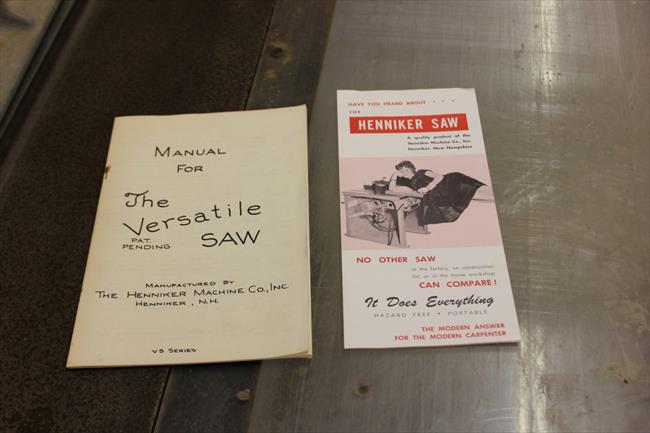 MANUAL
FOR
The
Versatile
PAT.
PENDING
SAW
MANUFACTURED BY
THE HENNIKER MACHINE CO., INC.
HENNIKER, N.H.
VS SERIES
HAVE YOU HEARD ABOUT . . .
THE
HENNIKER SAW
A quality product of the
Henniker Machine Co., Inc.
Henniker, New Hampshire
NO OTHER SAW
in the factory, on construction
list, or in the home workshop
CAN COMPARE!
It Does Everything
HAZARD FREE • PORTABLE
THE MODERN ANSWER
FOR THE MODERN CARPENTER